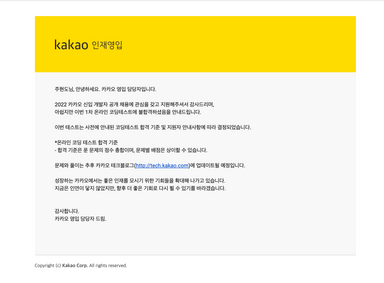 kakao 인재영입
주현도님, 안녕하세요. 카카오 영입 담당자입니다.
2022 카카오 신입 개발자 공개 채용에 관심을 갖고 지원해주셔서 감사드리며,
아쉽지만 이번 1차 온라인 코딩테스트에 불합격하셨음을 안내드립니다.
이번 테스트는 사전에 안내된 코딩테스트 합격 기준 및 지원자 안내사항에 따라 결정되었습니다.
*온라인 코딩 테스트 합격 기준
- 합격 기준은 푼 문제의 점수 총합이며, 문제별 배점은 상이할 수 있습니다.
문제와 풀이는 추후 카카오 테크블로그(http://tech.kakao.com)에 업데이트될 예정입니다.
성장하는 카카오에서는 좋은 인재를 모시기 위한 기회들을 확대해 나가고 있습니다.
지금은 인연이 닿지 않았지만, 향후 더 좋은 기회로 다시 뵐 수 있기를 바라겠습니다.
감사합니다.
카카오 영입 담당자 드림.
Copyright (c) Kakao Corp. All rights reserved.